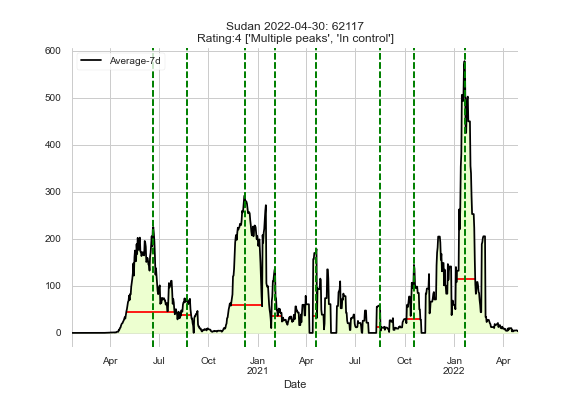 Sudan 2022-04-30: 62117
Rating:4 ['Multiple peaks', 'In control']
600
Average-7d
500
400
300
200
100
0
Apr Jul Oct Jan Apr Jul Oct Jan Apr
2021 2022
Date